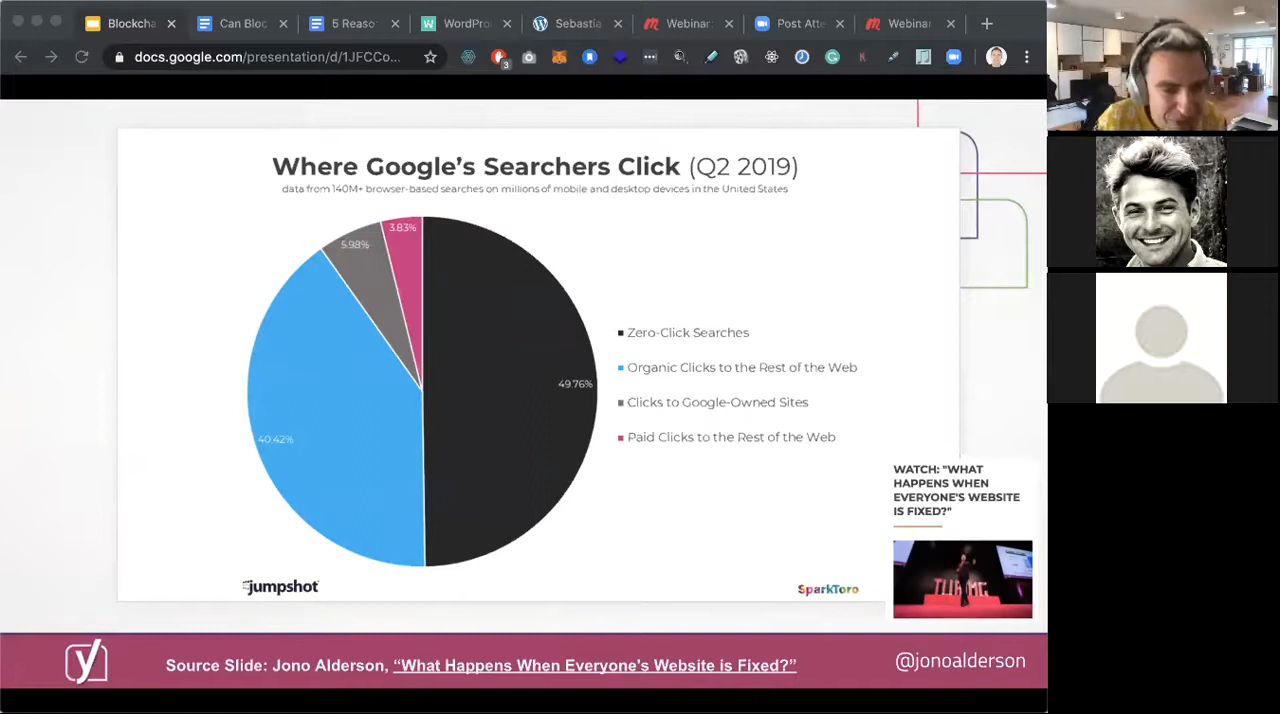 Blockcha
Can Bloc
5 Reaso
WordPro
Sebastia
Webinar
Post Atte
Webinar
docs.google.com/presentation/d/1JFCCo...
3
Where Google's Searchers Click (Q2 2019)
data from 140M+ browser-based searches on millions of mobile and desktop devices in the United States
3.83%
5.98%
49.76%
40.42%
Zero-Click Searches
Organic Clicks to the Rest of the Web
Clicks to Google-Owned Sites
Paid Clicks to the Rest of the Web
WATCH: "WHAT
HAPPENS WHEN
EVERYONE'S WEBSITE
IS FIXED?"
jumpshot
SparkToro
y
Source Slide: Jono Alderson, “What Happens When Everyone’s Website is Fixed?”
@jonoalderson